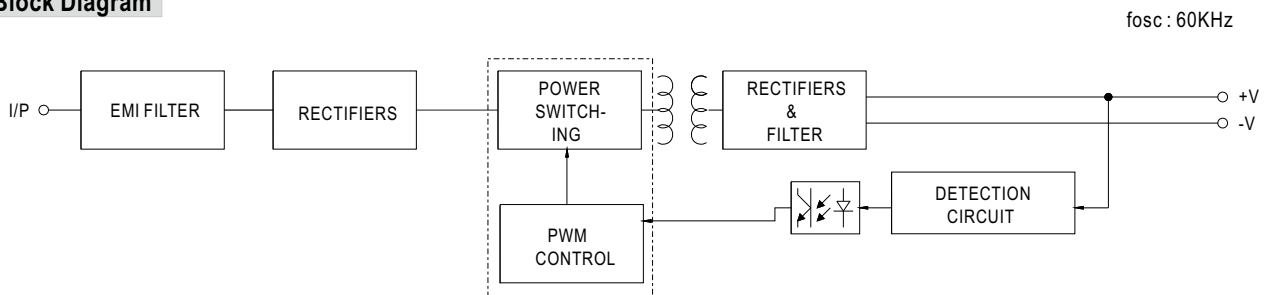 Block Diagram
fosc : 60KHz
I/P
EMI FILTER
RECTIFIERS
POWER
SWITCH-
ING
RECTIFIERS
&
FILTER
+V
-V
DETECTION
CIRCUIT
PWM
CONTROL